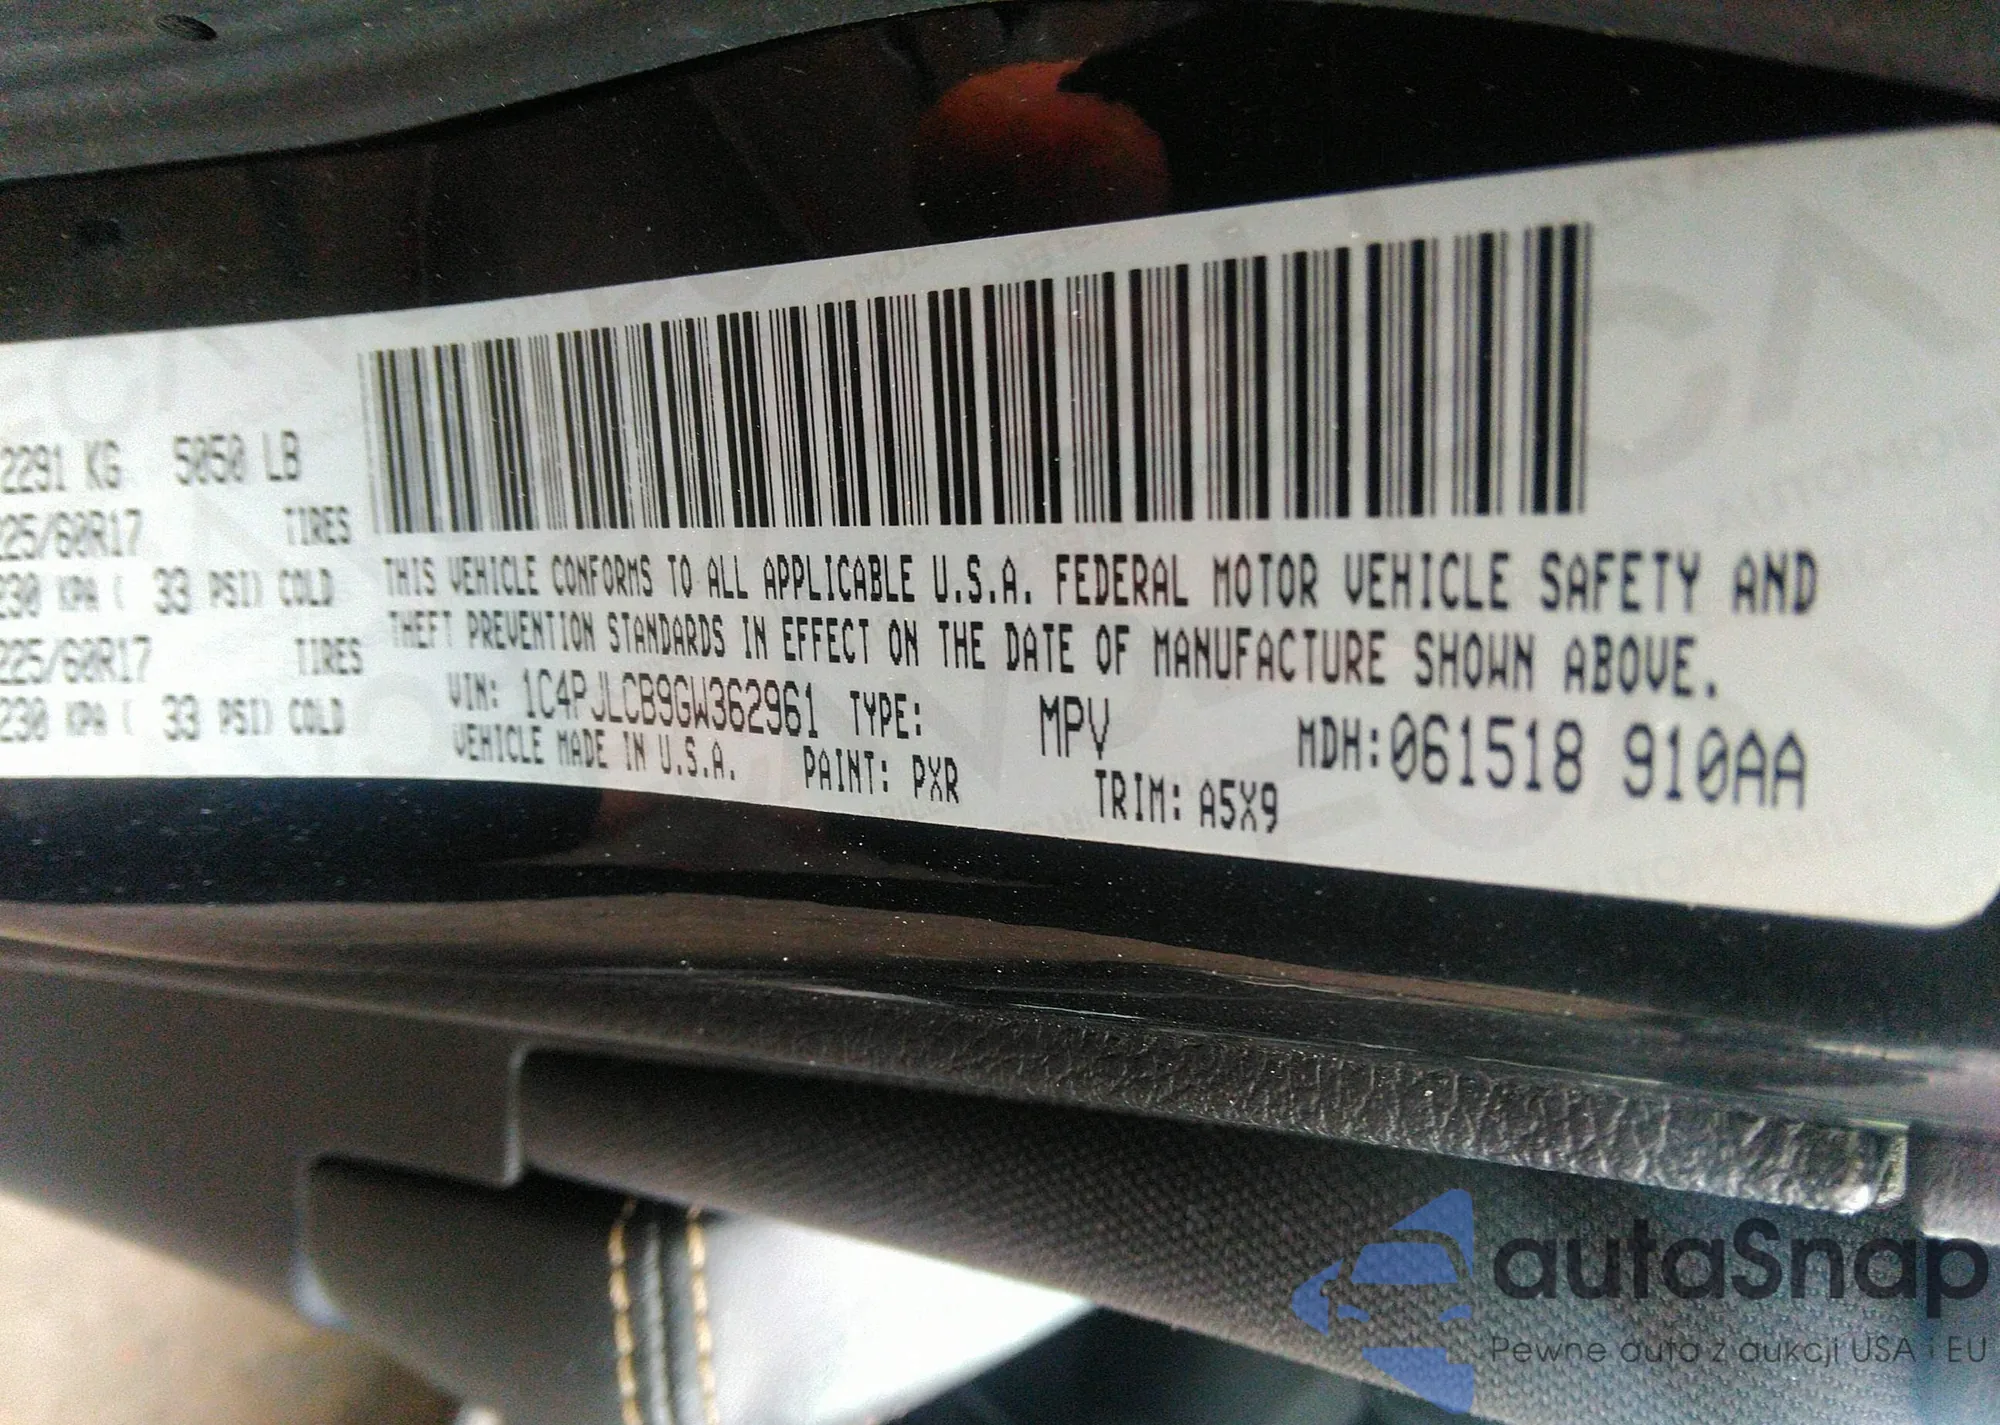 2291 KG 5050 LB
225/60R17 TIRES
230 KPA ( 33 PSI) COLD
225/60R17 TIRES
230 KPA ( 33 PSI) COLD
THIS VEHICLE CONFORMS TO ALL APPLICABLE U.S.A. FEDERAL MOTOR VEHICLE SAFETY AND
THEFT PREVENTION STANDARDS IN EFFECT ON THE DATE OF MANUFACTURE SHOWN ABOVE.
VIN: 1C4PJLCB9GW362961 TYPE: MPV MDH:061518 910AA
VEHICLE MADE IN U.S.A. PAINT: PXR TRIM: A5X9
autaSnap
Pewne auta z aukcji USA i EU